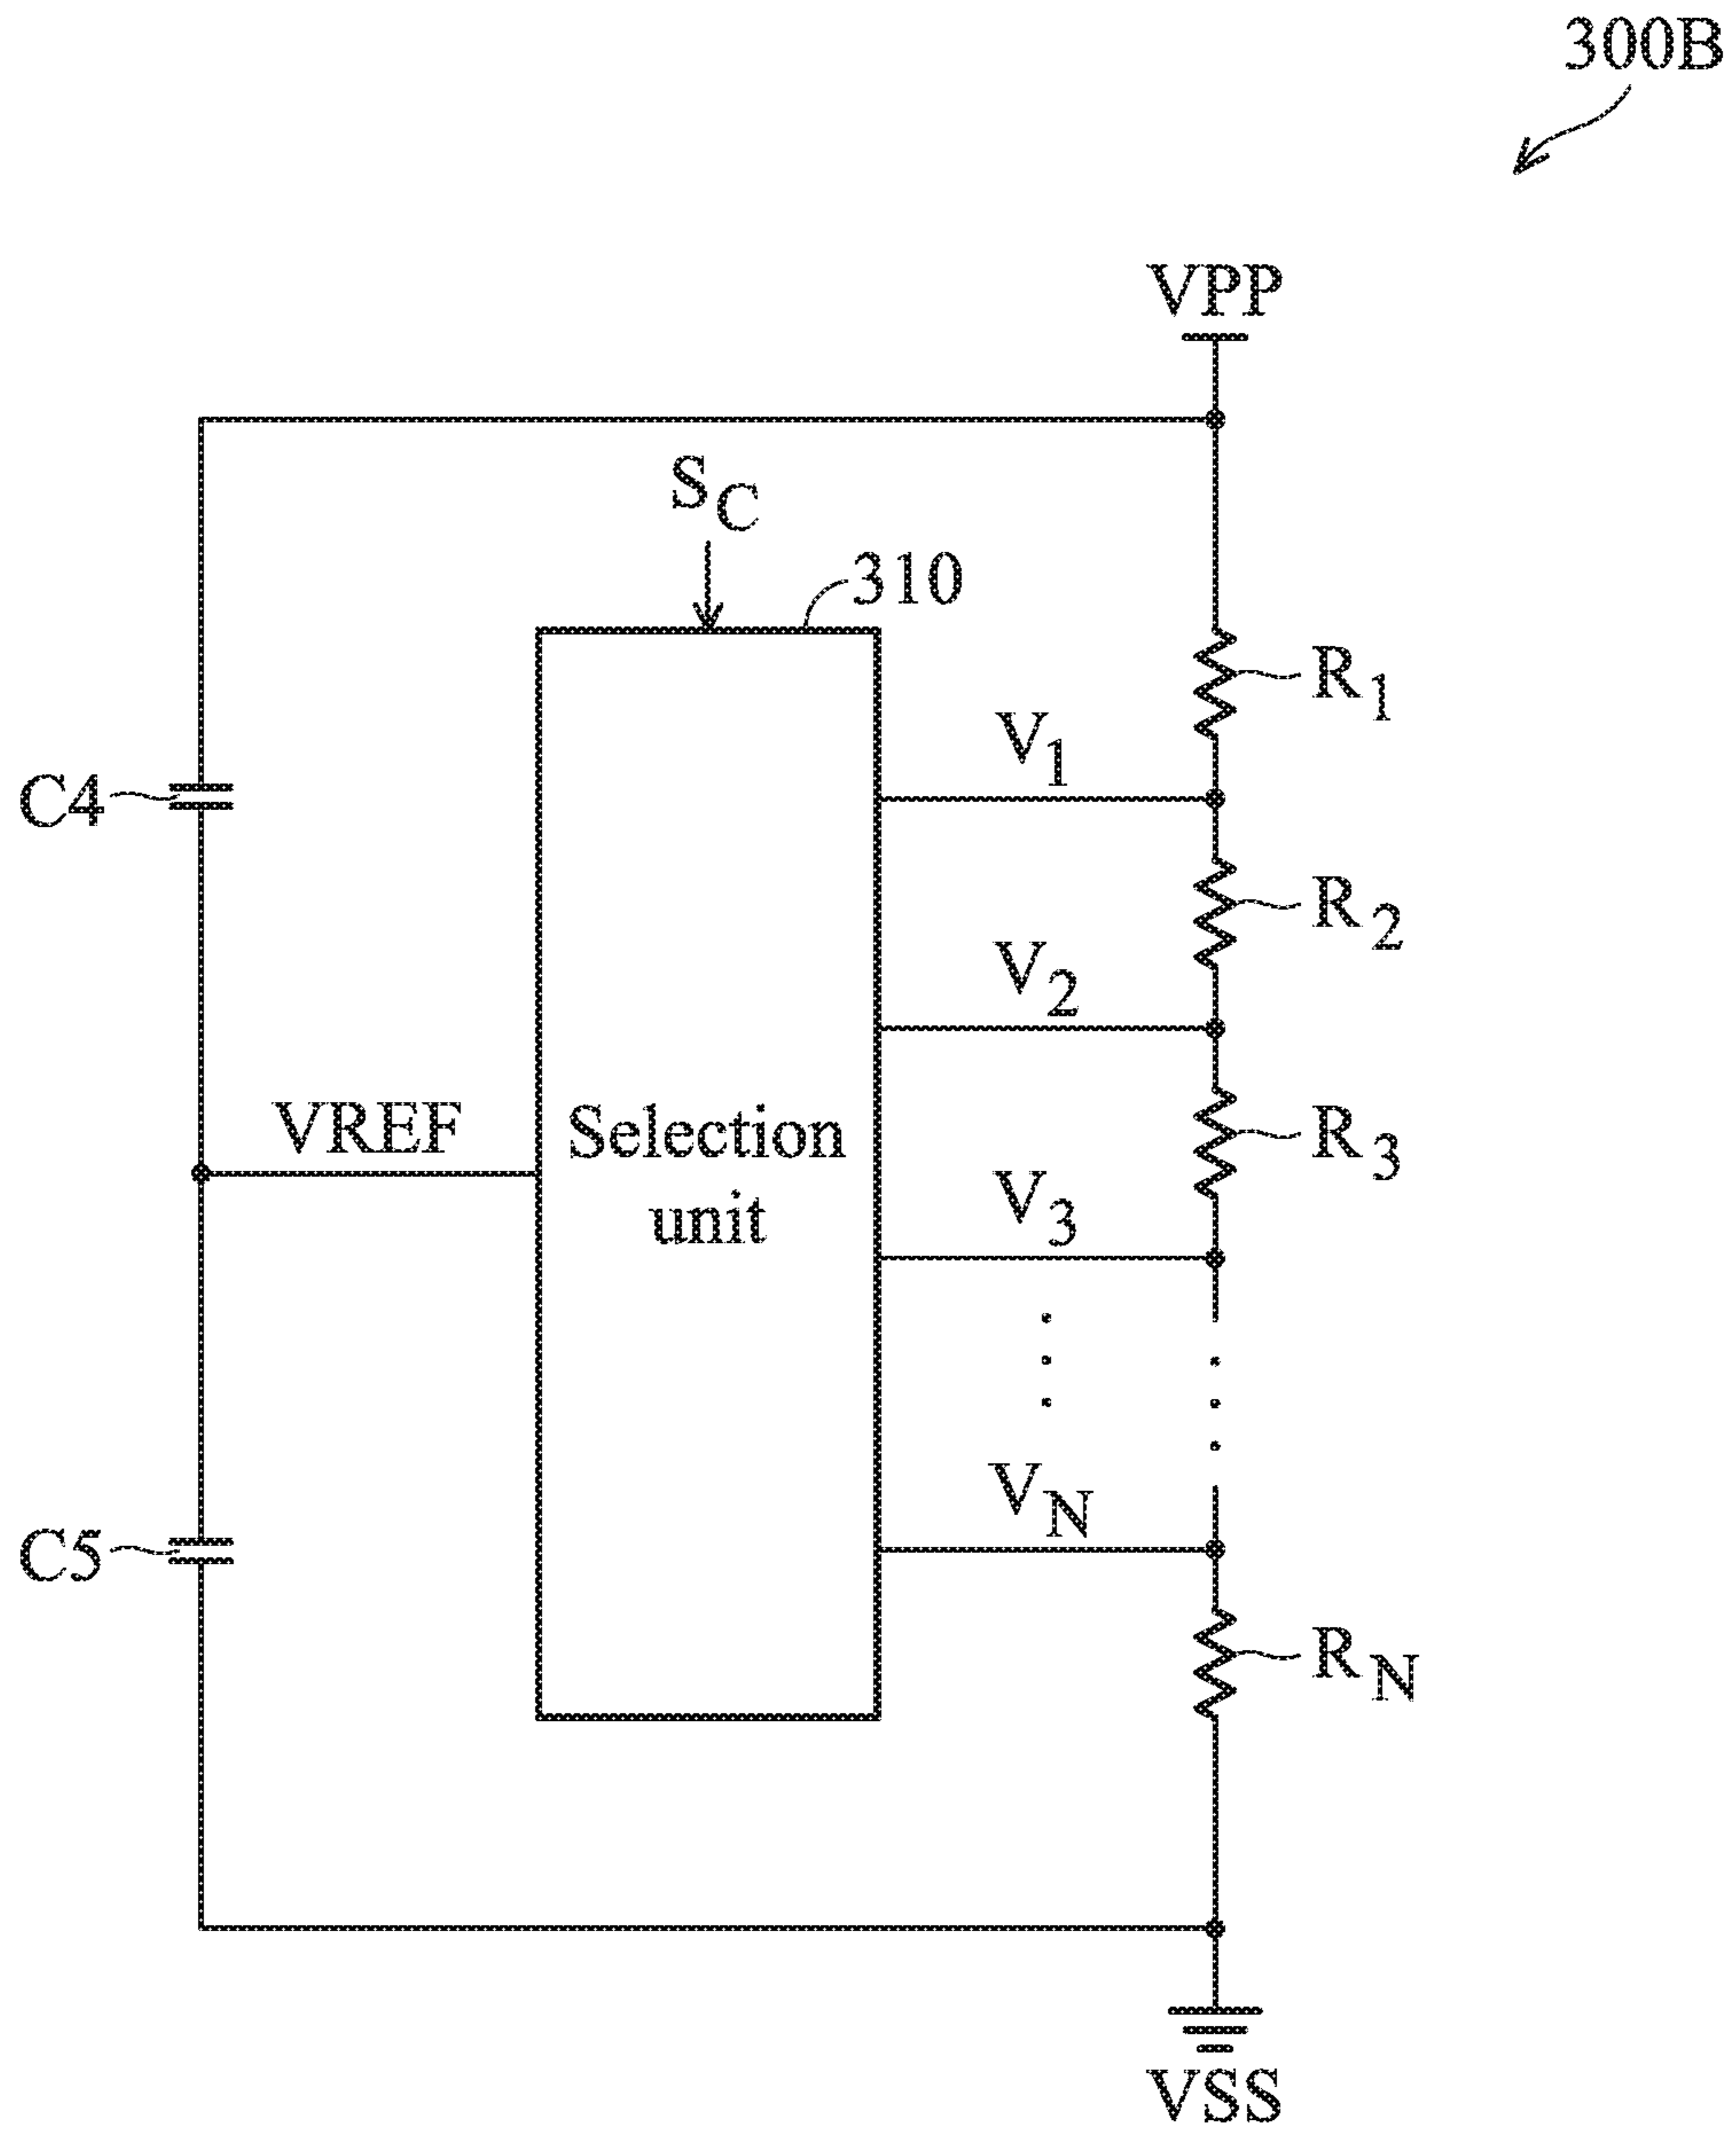 300B
VPP
SC
310
R1
V1
C4
R2
V2
VREF
Selection
unit
R3
V3
VN
C5
RN
VSS